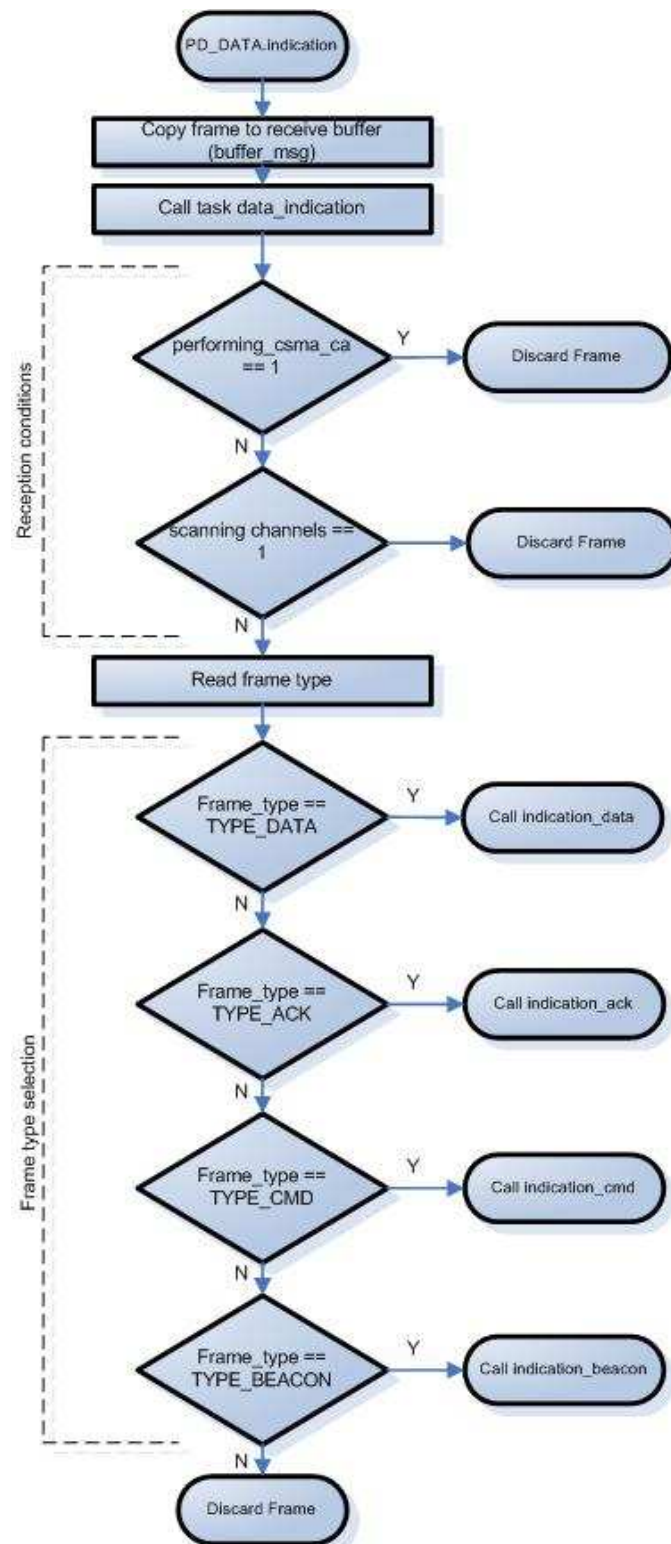 PD_DATA.indication
Copy frame to receive buffer
(buffer_msg)
Call task data_indication
Reception conditions
performing_csma_ca
== 1
Y
Discard Frame
N
scanning channels ==
1
Discard Frame
N
Read frame type
Frame type selection
Frame_type ==
TYPE_DATA
Y
Call indication_data
N
Frame_type ==
TYPE_ACK
Y
Call indication_ack
N
Frame_type ==
TYPE_CMD
Y
Call indication_cmd
N
Frame_type ==
TYPE_BEACON
Y
Call indication_beacon
N
Discard Frame